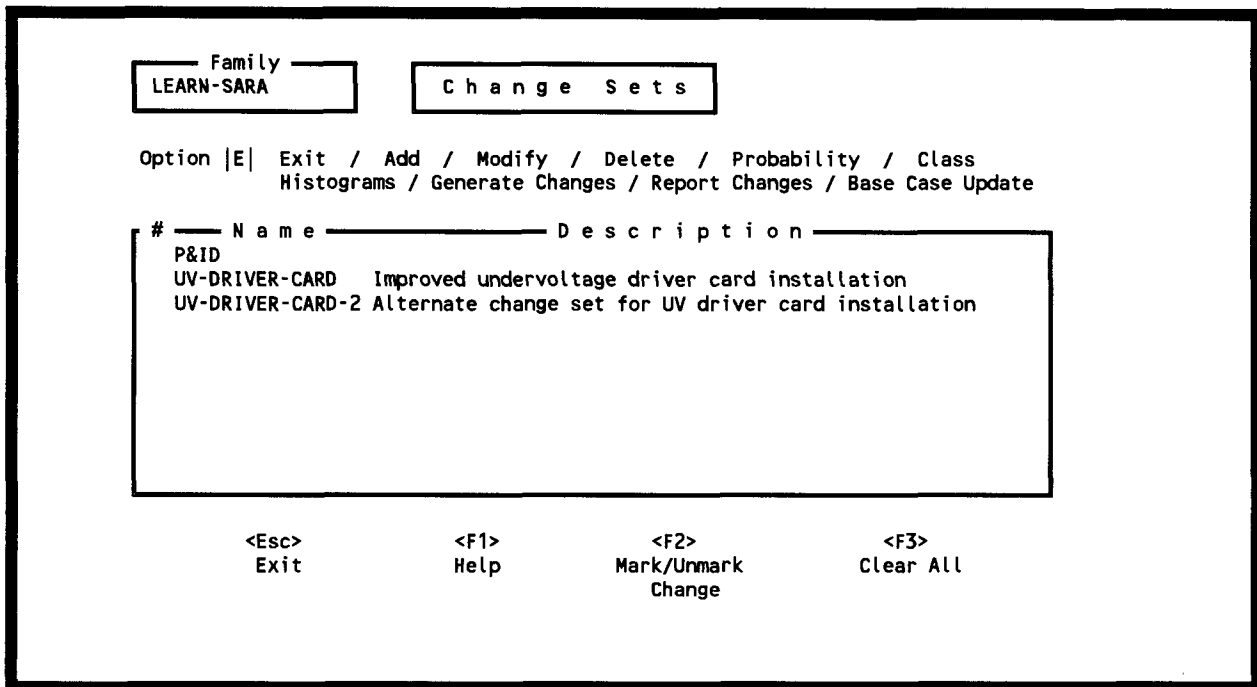 Family
LEARN-SARA
Change Sets
Option |E| Exit / Add / Modify / Delete / Probability / Class
Histograms / Generate Changes / Report Changes / Base Case Update
# Name Description
P&ID
UV-DRIVER-CARD Improved undervoltage driver card installation
UV-DRIVER-CARD-2 Alternate change set for UV driver card installation
<Esc> <F1> <F2> <F3>
Exit Help Mark/Unmark Clear All
Change